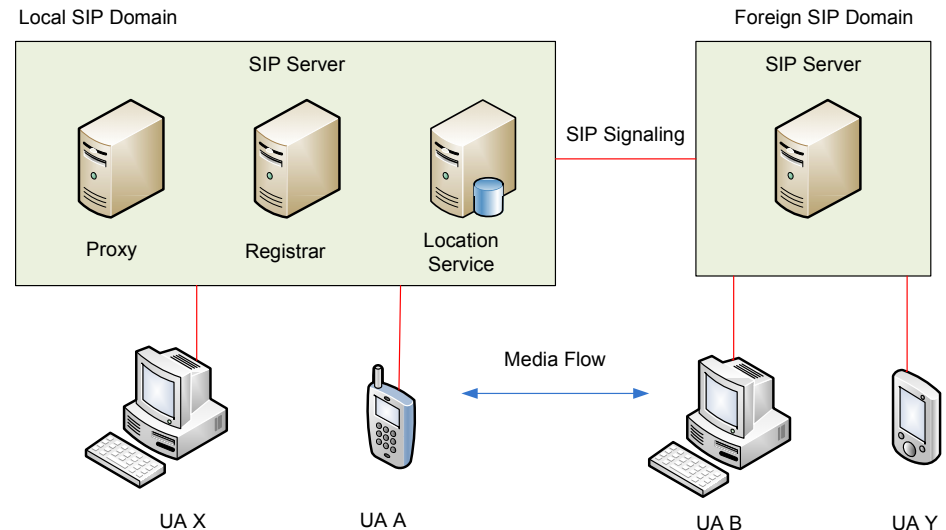 Local SIP Domain
Foreign SIP Domain
SIP Server
SIP Server
SIP Signaling
Proxy
Registrar
Location
Service
Media Flow
UA X
UA A
UA B
UA Y